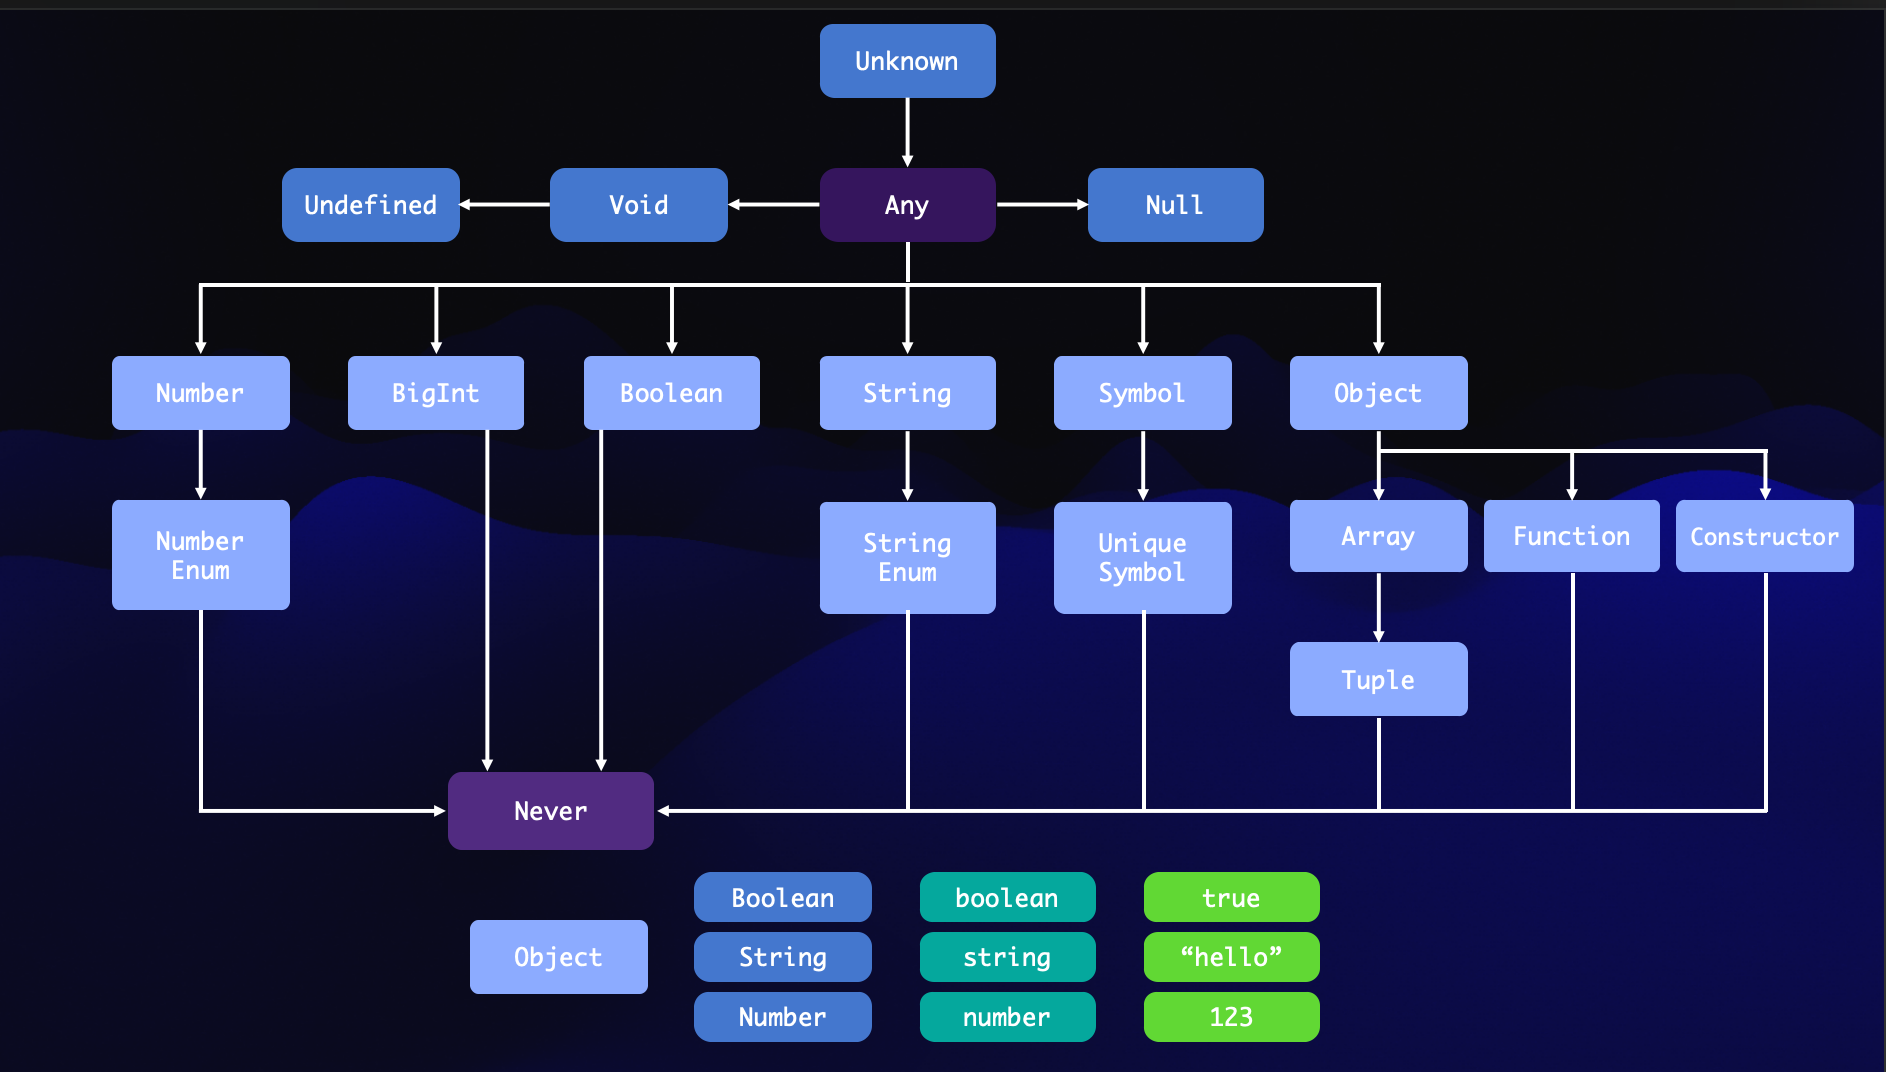 Unknown
Undefined
Void
Any
Null
Number
BigInt
Boolean
String
Symbol
Object
Number
Enum
String
Enum
Unique
Symbol
Array
Function
Constructor
Tuple
Never
Object
Boolean
boolean
true
String
string
“hello”
Number
number
123